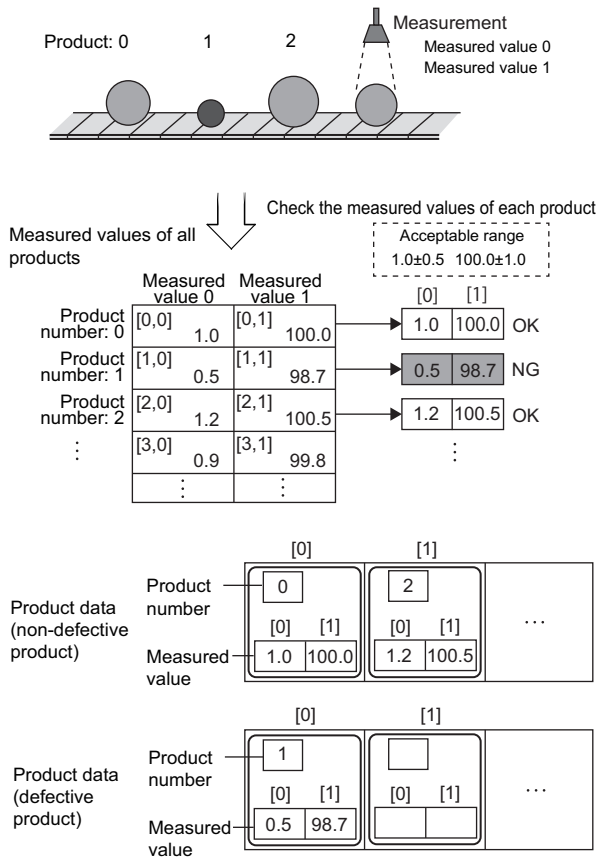 Product: 0 1 2
Measurement
Measured value 0
Measured value 1
Check the measured values of each product
Measured values of all
products
Acceptable range
1.0±0.5 100.0±1.0
Measured
value 0
Measured
value 1
[0] [1]
Product
number: 0
[0,0] 1.0 [0,1] 100.0
1.0 100.0 OK
Product
number: 1
[1,0] 0.5 [1,1] 98.7
0.5 98.7 NG
Product
number: 2
[2,0] 1.2 [2,1] 100.5
1.2 100.5 OK
⋮ [3,0] 0.9 [3,1] 99.8 ⋮
⋮ ⋮
[0] [1]
Product data
(non-defective
product)
Product
number
0 2 ...
[0] [1] [0] [1]
Measured
value
1.0 100.0 1.2 100.5
[0] [1]
Product data
(defective
product)
Product
number
1 ...
[0] [1] [0] [1]
Measured
value
0.5 98.7